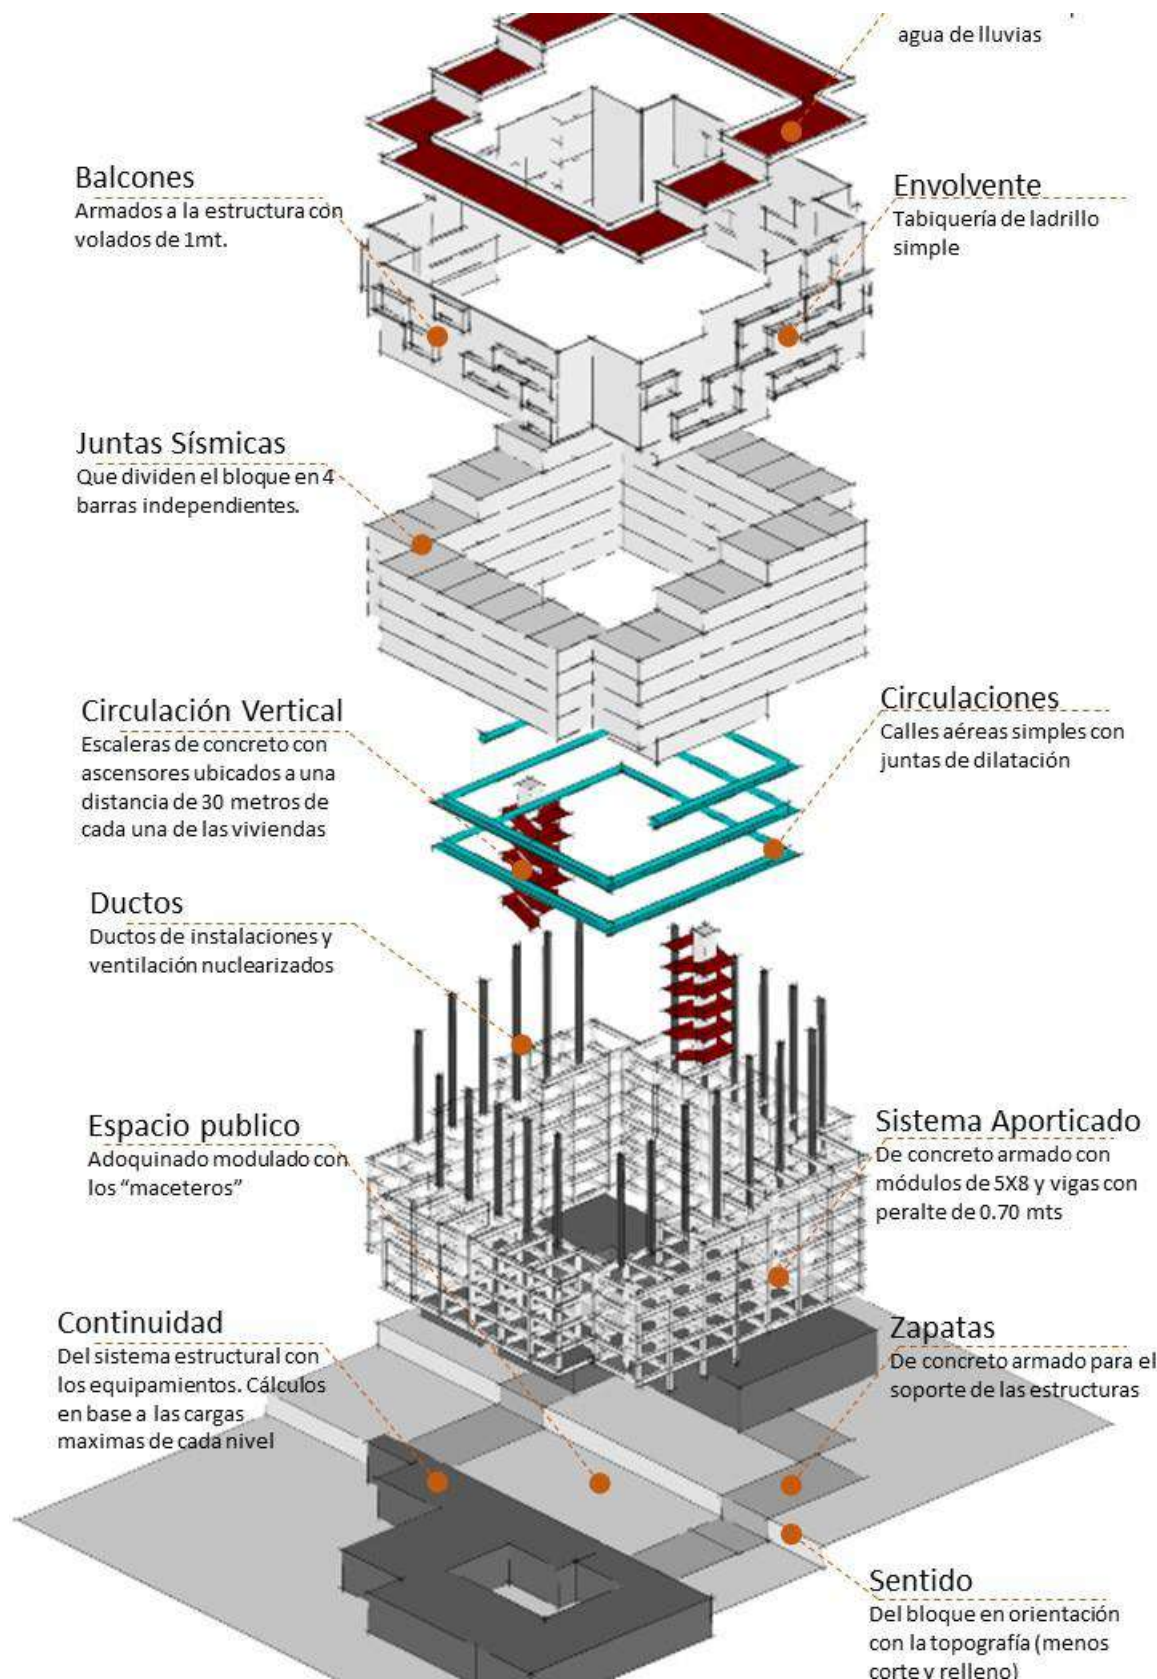 agua de lluvias
Balcones
Armados a la estructura con
volados de 1mt.
Envolvente
Tabiquería de ladrillo
simple
Juntas Sísmicas
Que dividen el bloque en 4
barras independientes.
Circulación Vertical
Escaleras de concreto con
ascensores ubicados a una
distancia de 30 metros de
cada una de las viviendas
Circulaciones
Calles aéreas simples con
juntas de dilatación
Ductos
Ductos de instalaciones y
ventilación nuclearizados
Espacio publico
Adoquinado modulado con
los “maceteros”
Sistema Aporticado
De concreto armado con
módulos de 5X8 y vigas con
peralte de 0.70 mts
Continuidad
Del sistema estructural con
los equipamientos. Cálculos
en base a las cargas
maximas de cada nivel
Zapatas
De concreto armado para el
soporte de las estructuras
Sentido
Del bloque en orientación
con la topografía (menos
corte y relleno)